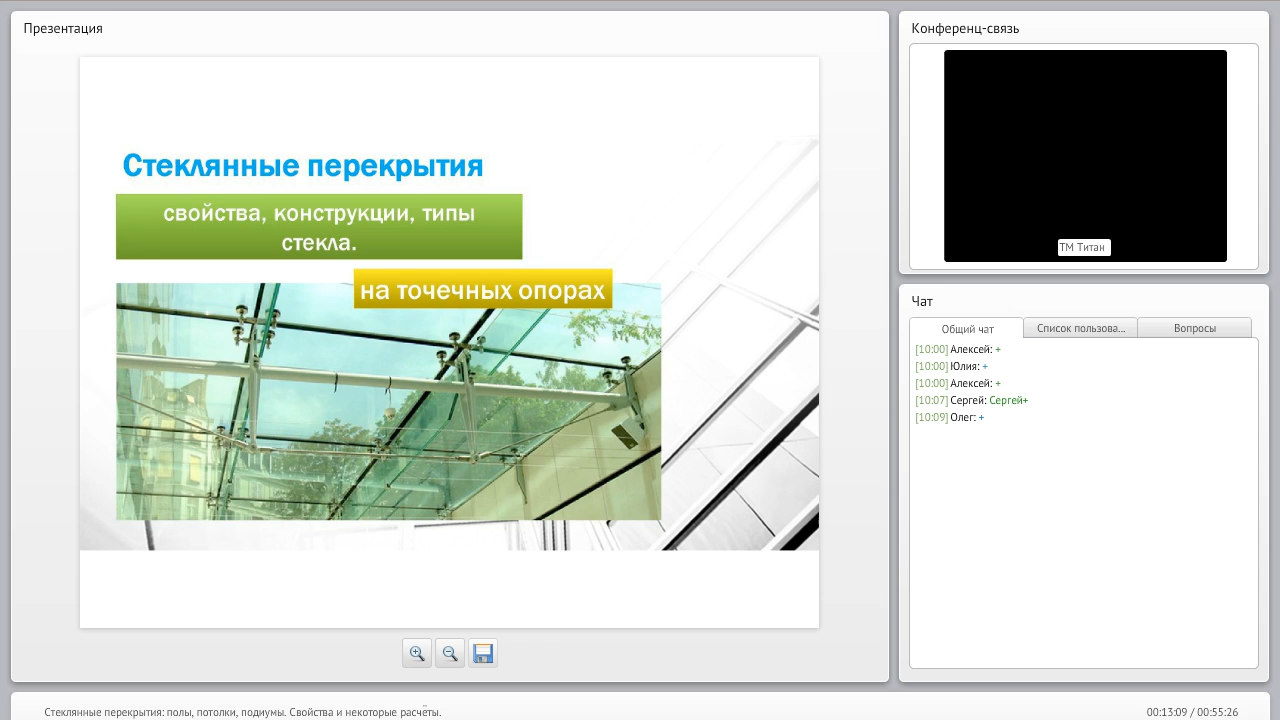 Презентация
Стеклянные перекрытия
свойства, конструкции, типы
стекла.
на точечных опорах
Конференц-связь
ТМ Титан
Чат
Общий чат
Список пользова...
Вопросы
[10:00] Алексей: +
[10:00] Юлия: +
[10:00] Алексей: +
[10:07] Сергей: Сергей+
[10:09] Олег: +
Стеклянные перекрытия: полы, потолки, подиумы. Свойства и некоторые расчёты.
00:13:09 / 00:55:26